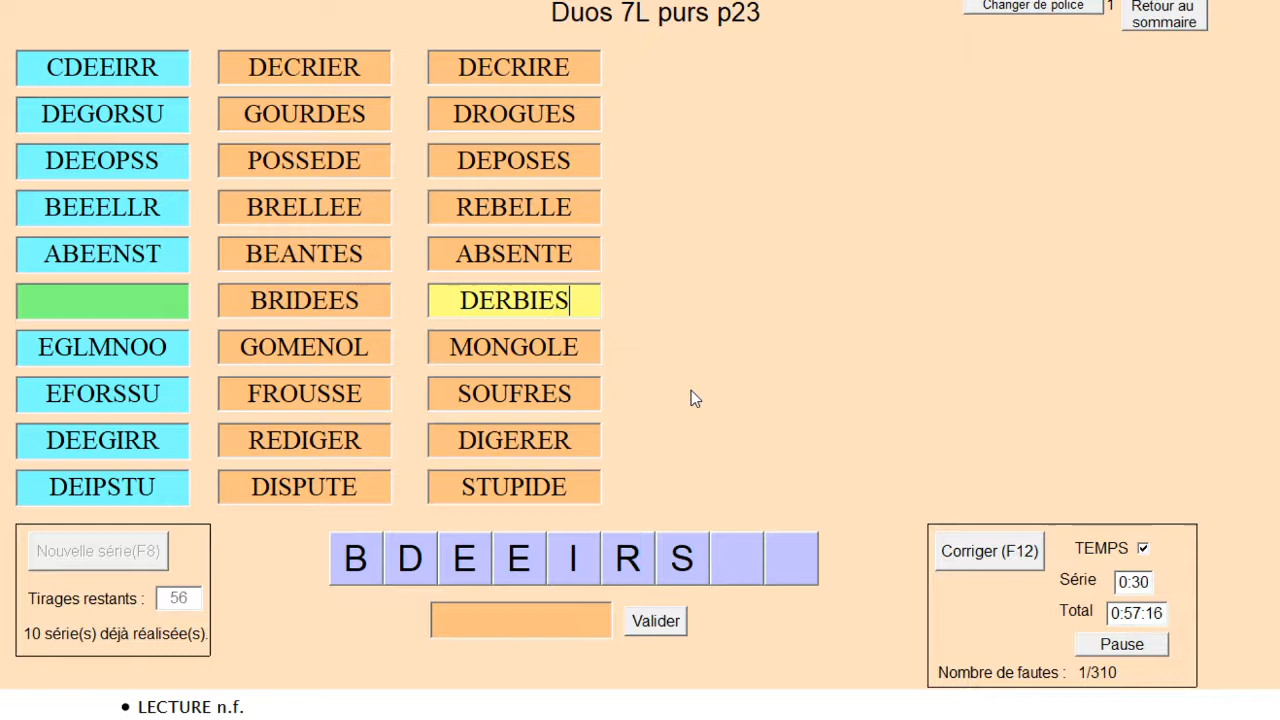 Duos 7L purs p23
Changer de police 1 Retour au sommaire
CDEEIRR DECRIER DECRIRE
DEGORSU GOURDES DROGUES
DEEOPSS POSSEDE DEPOSES
BEEELLR BRELLEE REBELLE
ABEENST BEANTES ABSENTE
BRIDEES DERBIES
EGLMNOO GOMENOL MONGOLE
EFORSSU FROUSSE SOUFRES
DEEGIRR REDIGER DIGERER
DEIPSTU DISPUTE STUPIDE
Nouvelle série(F8)
Tirages restants : 56
10 série(s) déjà réalisée(s).
B D E E I R S
Valider
Corriger (F12) TEMPS
Série 0:30
Total 0:57:16
Pause
Nombre de fautes : 1/310
• LECTURE n.f.